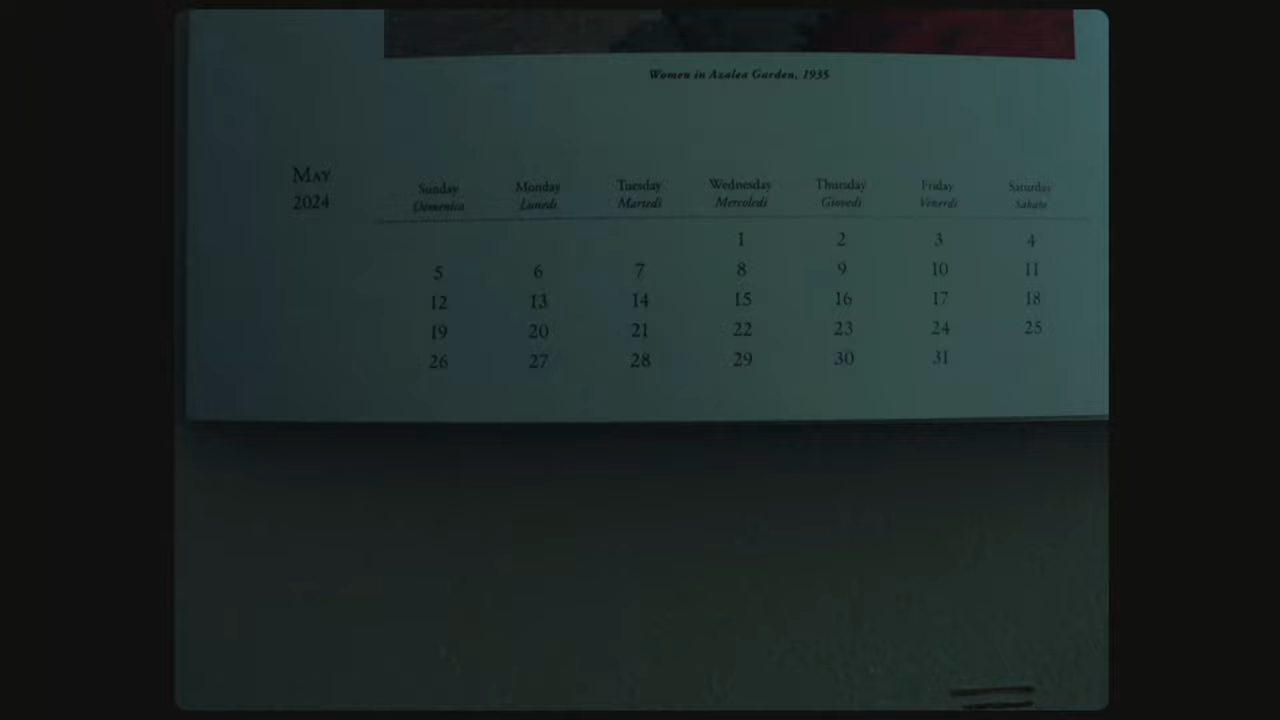 Women in Azalea Garden, 1935
MAY
2024
Sunday Monday Tuesday Wednesday Thursday Friday Saturday
Domenica Lunedì Martedì Mercoledì Giovedì Venerdì Sabato
1 2 3 4
5 6 7 8 9 10 11
12 13 14 15 16 17 18
19 20 21 22 23 24 25
26 27 28 29 30 31